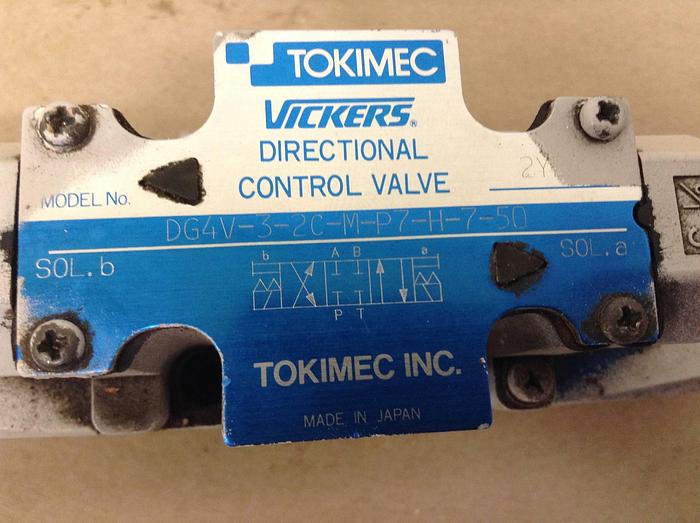 TOKIMEC
VICKERS®
DIRECTIONAL
CONTROL VALVE
2Y
MODEL No.
DG4V-3-2C-M-P7-H-7-50
SOL.b
SOL.a
b A B a
P T
TOKIMEC INC.
MADE IN JAPAN